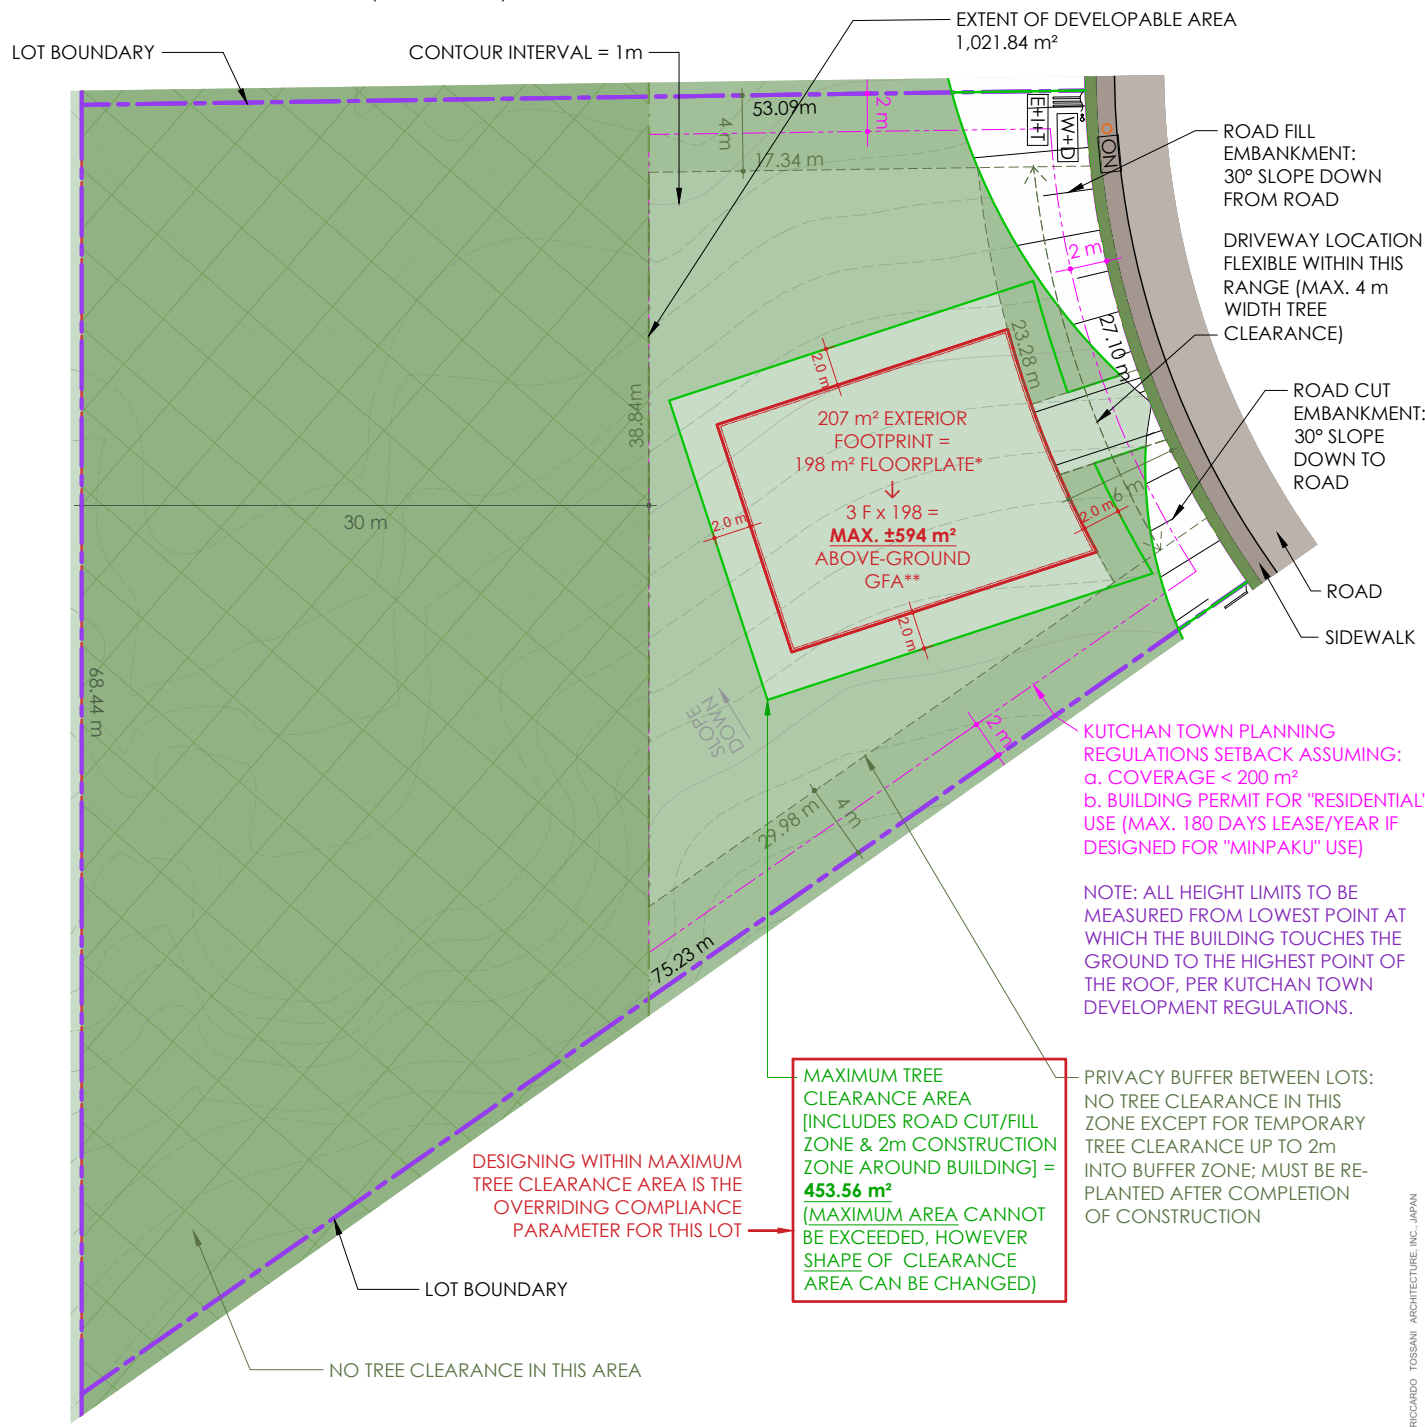 EXTENT OF DEVELOPABLE AREA
1,021.84 m²
LOT BOUNDARY
CONTOUR INTERVAL = 1m
53.09m
2 m
4 m
17.34 m
E+I+T
W+D
ON
ROAD FILL
EMBANKMENT:
30° SLOPE DOWN
FROM ROAD
DRIVEWAY LOCATION
FLEXIBLE WITHIN THIS
RANGE (MAX. 4 m
WIDTH TREE
CLEARANCE)
2 m
27.10 m
23.28 m
ROAD CUT
EMBANKMENT:
30° SLOPE
DOWN TO
ROAD
38.84m
2.0 m
207 m² EXTERIOR
FOOTPRINT =
198 m² FLOORPLATE*
↓
3 F x 198 =
MAX. ±594 m²
ABOVE-GROUND
GFA**
2.0 m
2.0 m
6 m
2.0 m
30 m
ROAD
SIDEWALK
68.44 m
SLOPE
DOWN
2 m
KUTCHAN TOWN PLANNING
REGULATIONS SETBACK ASSUMING:
a. COVERAGE < 200 m²
b. BUILDING PERMIT FOR "RESIDENTIAL"
USE (MAX. 180 DAYS LEASE/YEAR IF
DESIGNED FOR "MINPAKU" USE)
29.98 m
4 m
NOTE: ALL HEIGHT LIMITS TO BE
MEASURED FROM LOWEST POINT AT
WHICH THE BUILDING TOUCHES THE
GROUND TO THE HIGHEST POINT OF
THE ROOF, PER KUTCHAN TOWN
DEVELOPMENT REGULATIONS.
75.23 m
MAXIMUM TREE
CLEARANCE AREA
[INCLUDES ROAD CUT/FILL
ZONE & 2m CONSTRUCTION
ZONE AROUND BUILDING] =
453.56 m²
(MAXIMUM AREA CANNOT
BE EXCEEDED, HOWEVER
SHAPE OF CLEARANCE
AREA CAN BE CHANGED)
PRIVACY BUFFER BETWEEN LOTS:
NO TREE CLEARANCE IN THIS
ZONE EXCEPT FOR TEMPORARY
TREE CLEARANCE UP TO 2m
INTO BUFFER ZONE; MUST BE RE-
PLANTED AFTER COMPLETION
OF CONSTRUCTION
DESIGNING WITHIN MAXIMUM
TREE CLEARANCE AREA IS THE
OVERRIDING COMPLIANCE
PARAMETER FOR THIS LOT
LOT BOUNDARY
NO TREE CLEARANCE IN THIS AREA
RICCARDO TOSSANI ARCHITECTURE, INC., JAPAN